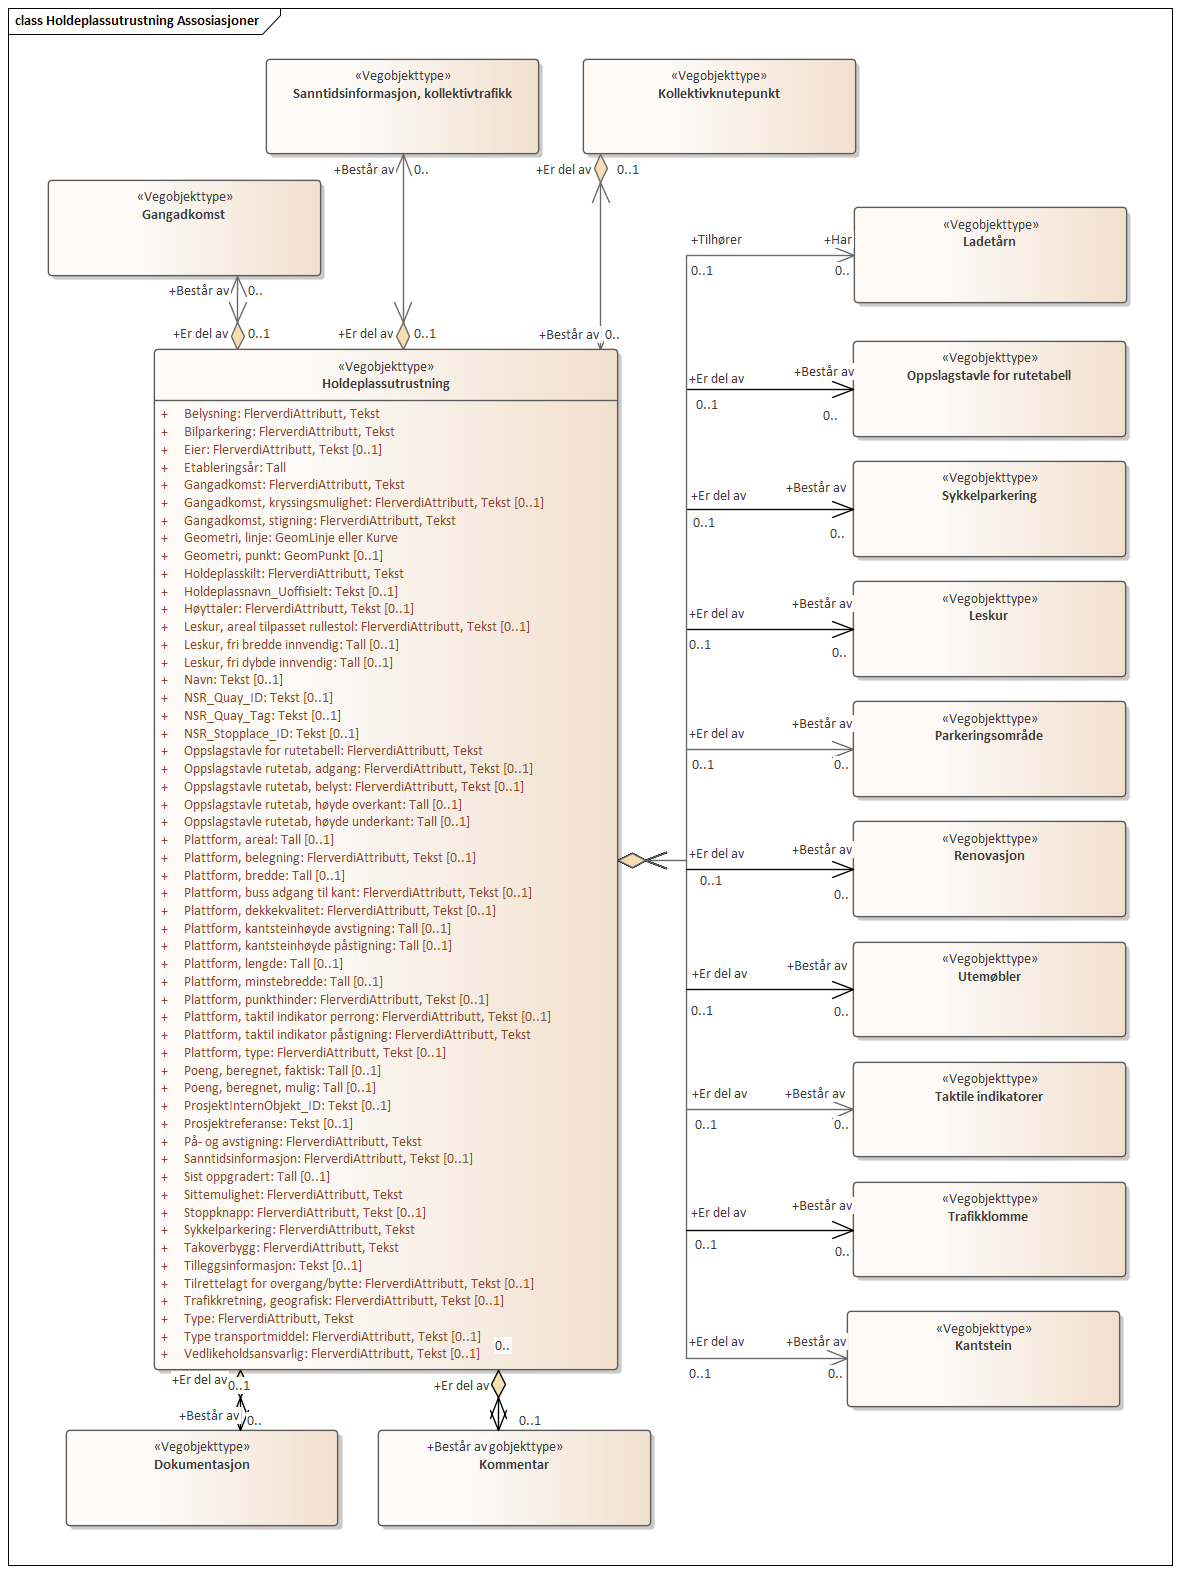 class Holdeplassutrustning Assosiasjoner
«Vegobjekttype»
Sanntidsinformasjon, kollektivtrafikk
«Vegobjekttype»
Kollektivknutepunkt
+Består av
0..
+Er del av
0..1
«Vegobjekttype»
Gangadkomst
+Består av
0..
+Er del av
0..1
+Er del av
0..1
+Består av
0..
«Vegobjekttype»
Holdeplassutrustning
+ Belysning: FlerverdiAttributt, Tekst
+ Bilparkering: FlerverdiAttributt, Tekst
+ Eier: FlerverdiAttributt, Tekst [0..1]
+ Etableringsår: Tall
+ Gangadkomst: FlerverdiAttributt, Tekst
+ Gangadkomst, kryssingsmulighet: FlerverdiAttributt, Tekst [0..1]
+ Gangadkomst, stigning: FlerverdiAttributt, Tekst
+ Geometri, linje: GeomLinje eller Kurve
+ Geometri, punkt: GeomPunkt [0..1]
+ Holdeplasskilt: FlerverdiAttributt, Tekst
+ Holdeplassnavn_Uoffisielt: Tekst [0..1]
+ Høyttaler: FlerverdiAttributt, Tekst [0..1]
+ Leskur, areal tilpasset rullestol: FlerverdiAttributt, Tekst [0..1]
+ Leskur, fri bredde innvendig: Tall [0..1]
+ Leskur, fri dybde innvendig: Tall [0..1]
+ Navn: Tekst [0..1]
+ NSR_Quay_ID: Tekst [0..1]
+ NSR_Quay_Tag: Tekst [0..1]
+ NSR_Stopplace_ID: Tekst [0..1]
+ Oppslagstavle for rutetabell: FlerverdiAttributt, Tekst
+ Oppslagstavle rutetab, adgang: FlerverdiAttributt, Tekst [0..1]
+ Oppslagstavle rutetab, belyst: FlerverdiAttributt, Tekst [0..1]
+ Oppslagstavle rutetab, høyde overkant: Tall [0..1]
+ Oppslagstavle rutetab, høyde underkant: Tall [0..1]
+ Plattform, areal: Tall [0..1]
+ Plattform, belegning: FlerverdiAttributt, Tekst [0..1]
+ Plattform, bredde: Tall [0..1]
+ Plattform, buss adgang til kant: FlerverdiAttributt, Tekst [0..1]
+ Plattform, dekkekvalitet: FlerverdiAttributt, Tekst [0..1]
+ Plattform, kantsteinhøyde avstigning: Tall [0..1]
+ Plattform, kantsteinhøyde påstigning: Tall [0..1]
+ Plattform, lengde: Tall [0..1]
+ Plattform, minstebredde: Tall [0..1]
+ Plattform, punkthinder: FlerverdiAttributt, Tekst [0..1]
+ Plattform, taktil indikator perrong: FlerverdiAttributt, Tekst [0..1]
+ Plattform, taktil indikator påstigning: FlerverdiAttributt, Tekst
+ Plattform, type: FlerverdiAttributt, Tekst [0..1]
+ Poeng, beregnet, faktisk: Tall [0..1]
+ Poeng, beregnet, mulig: Tall [0..1]
+ ProsjektInternObjekt_ID: Tekst [0..1]
+ Prosjektreferanse: Tekst [0..1]
+ På- og avstigning: FlerverdiAttributt, Tekst
+ Sanntidsinformasjon: FlerverdiAttributt, Tekst [0..1]
+ Sist oppgradert: Tall [0..1]
+ Sittemulighet: FlerverdiAttributt, Tekst
+ Stoppknapp: FlerverdiAttributt, Tekst [0..1]
+ Sykkelparkering: FlerverdiAttributt, Tekst
+ Takoverbygg: FlerverdiAttributt, Tekst
+ Tilleggsinformasjon: Tekst [0..1]
+ Tilrettelagt for overgang/bytte: FlerverdiAttributt, Tekst [0..1]
+ Trafikkretning, geografisk: FlerverdiAttributt, Tekst [0..1]
+ Type: FlerverdiAttributt, Tekst
+ Type transportmiddel: FlerverdiAttributt, Tekst [0..1]
+ Vedlikeholdsansvarlig: FlerverdiAttributt, Tekst [0..1]
0..
+Tilhører
+Har
0..1
0..
«Vegobjekttype»
Ladetårn
+Er del av
+Består av
0..1
0..
«Vegobjekttype»
Oppslagstavle for rutetabell
+Er del av
+Består av
0..1
0..
«Vegobjekttype»
Sykkelparkering
+Er del av
+Består av
0..1
0..
«Vegobjekttype»
Leskur
+Er del av
+Består av
0..1
0..
«Vegobjekttype»
Parkeringsområde
+Er del av
+Består av
0..1
0..
«Vegobjekttype»
Renovasjon
+Er del av
+Består av
0..1
0..
«Vegobjekttype»
Utemøbler
+Er del av
+Består av
0..1
0..
«Vegobjekttype»
Taktile indikatorer
+Er del av
+Består av
0..1
0..
«Vegobjekttype»
Trafikklomme
+Er del av
+Består av
0..1
0..
«Vegobjekttype»
Kantstein
+Er del av
0..1
+Består av
0..
«Vegobjekttype»
Dokumentasjon
+Er del av
0..1
+Består av gobjekttype»
Kommentar